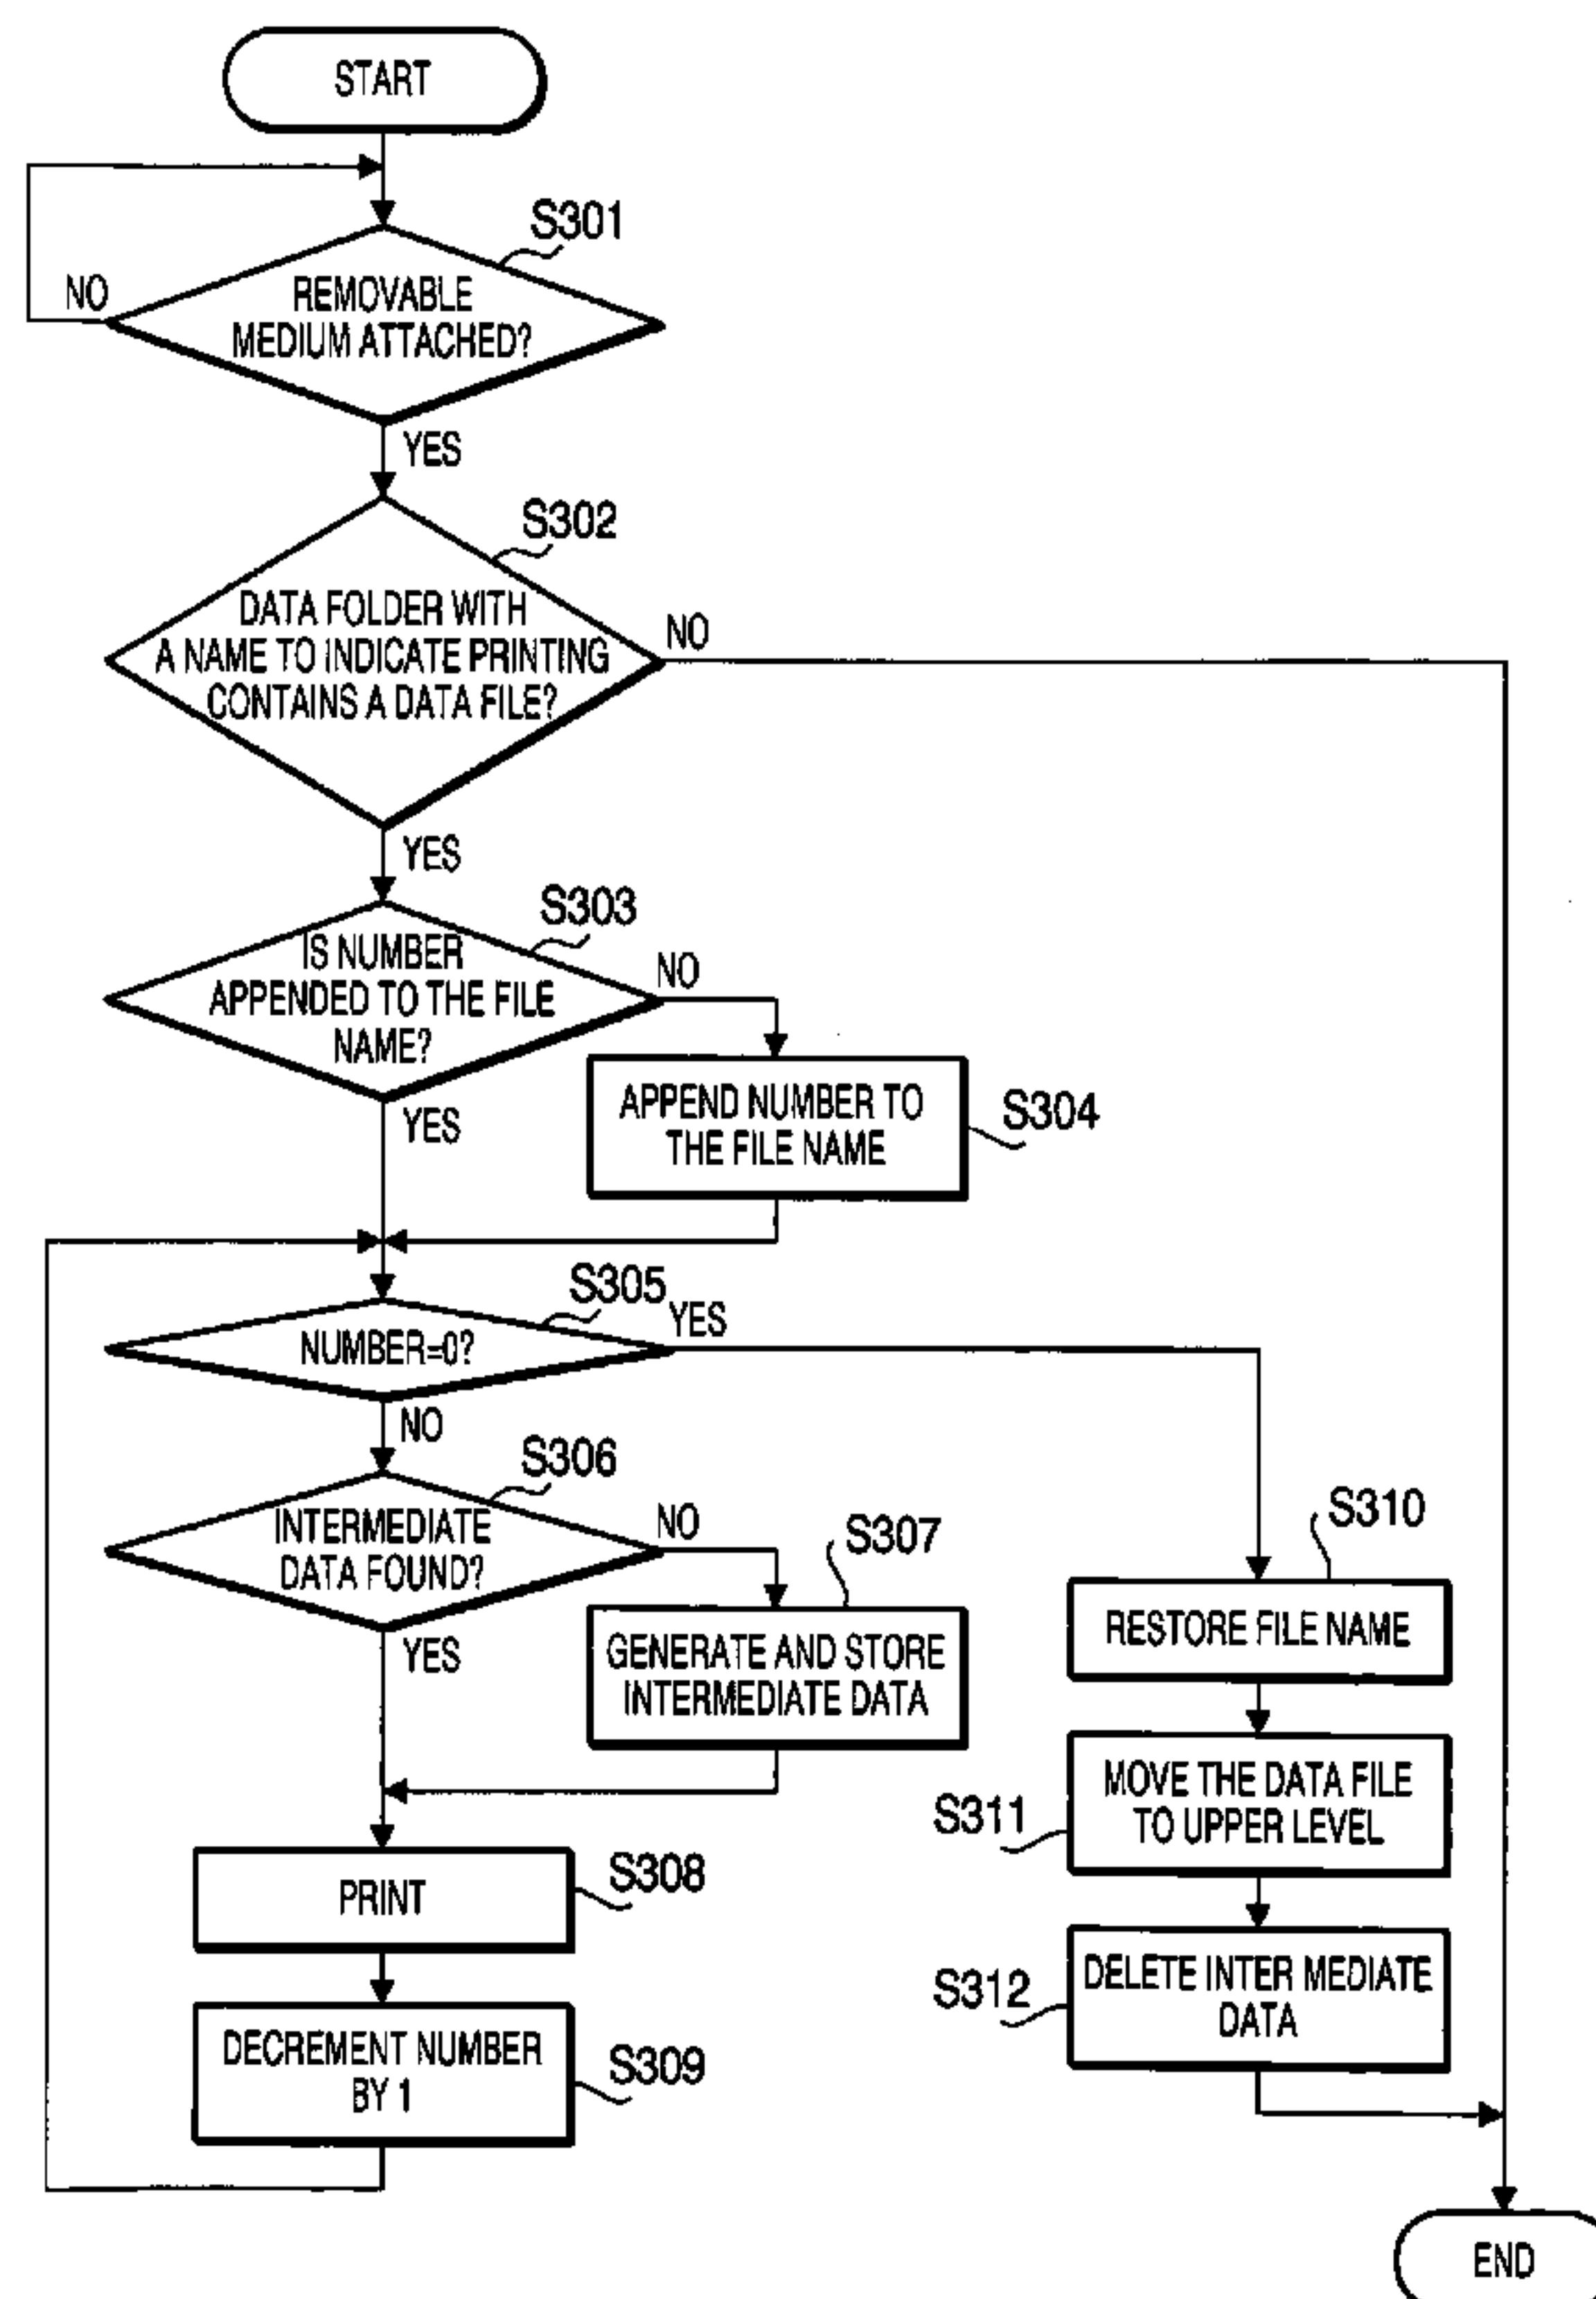 START
S301
NO
REMOVABLE
MEDIUM ATTACHED?
YES
S302
DATA FOLDER WITH
A NAME TO INDICATE PRINTING
CONTAINS A DATA FILE?
NO
YES
S303
IS NUMBER
APPENDED TO THE FILE
NAME?
NO
YES
APPEND NUMBER TO
THE FILE NAME
S304
S305
NUMBER=0?
YES
NO
S306
INTERMEDIATE
DATA FOUND?
NO
YES
S307
GENERATE AND STORE
INTERMEDIATE DATA
PRINT
S308
DECREMENT NUMBER
BY 1
S309
S310
RESTORE FILE NAME
MOVE THE DATA FILE
TO UPPER LEVEL
S311
DELETE INTER MEDIATE
DATA
S312
END